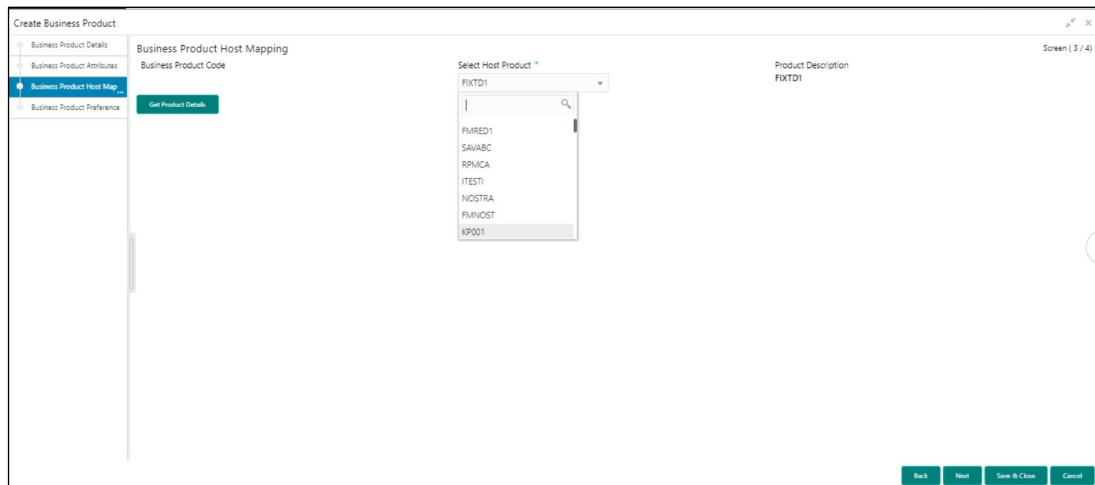 Create Business Product
Business Product Details
Business Product Attributes
Business Product Host Map...
Business Product Preference
Business Product Host Mapping
Screen ( 3 / 4)
Business Product Code
Select Host Product *
Product Description
FIXTD1
FIXTD1
Get Product Details
FMRED1
SAVABC
RPMCA
ITESTI
NOSTRA
FMNOST
KP001
Back
Next
Save & Close
Cancel